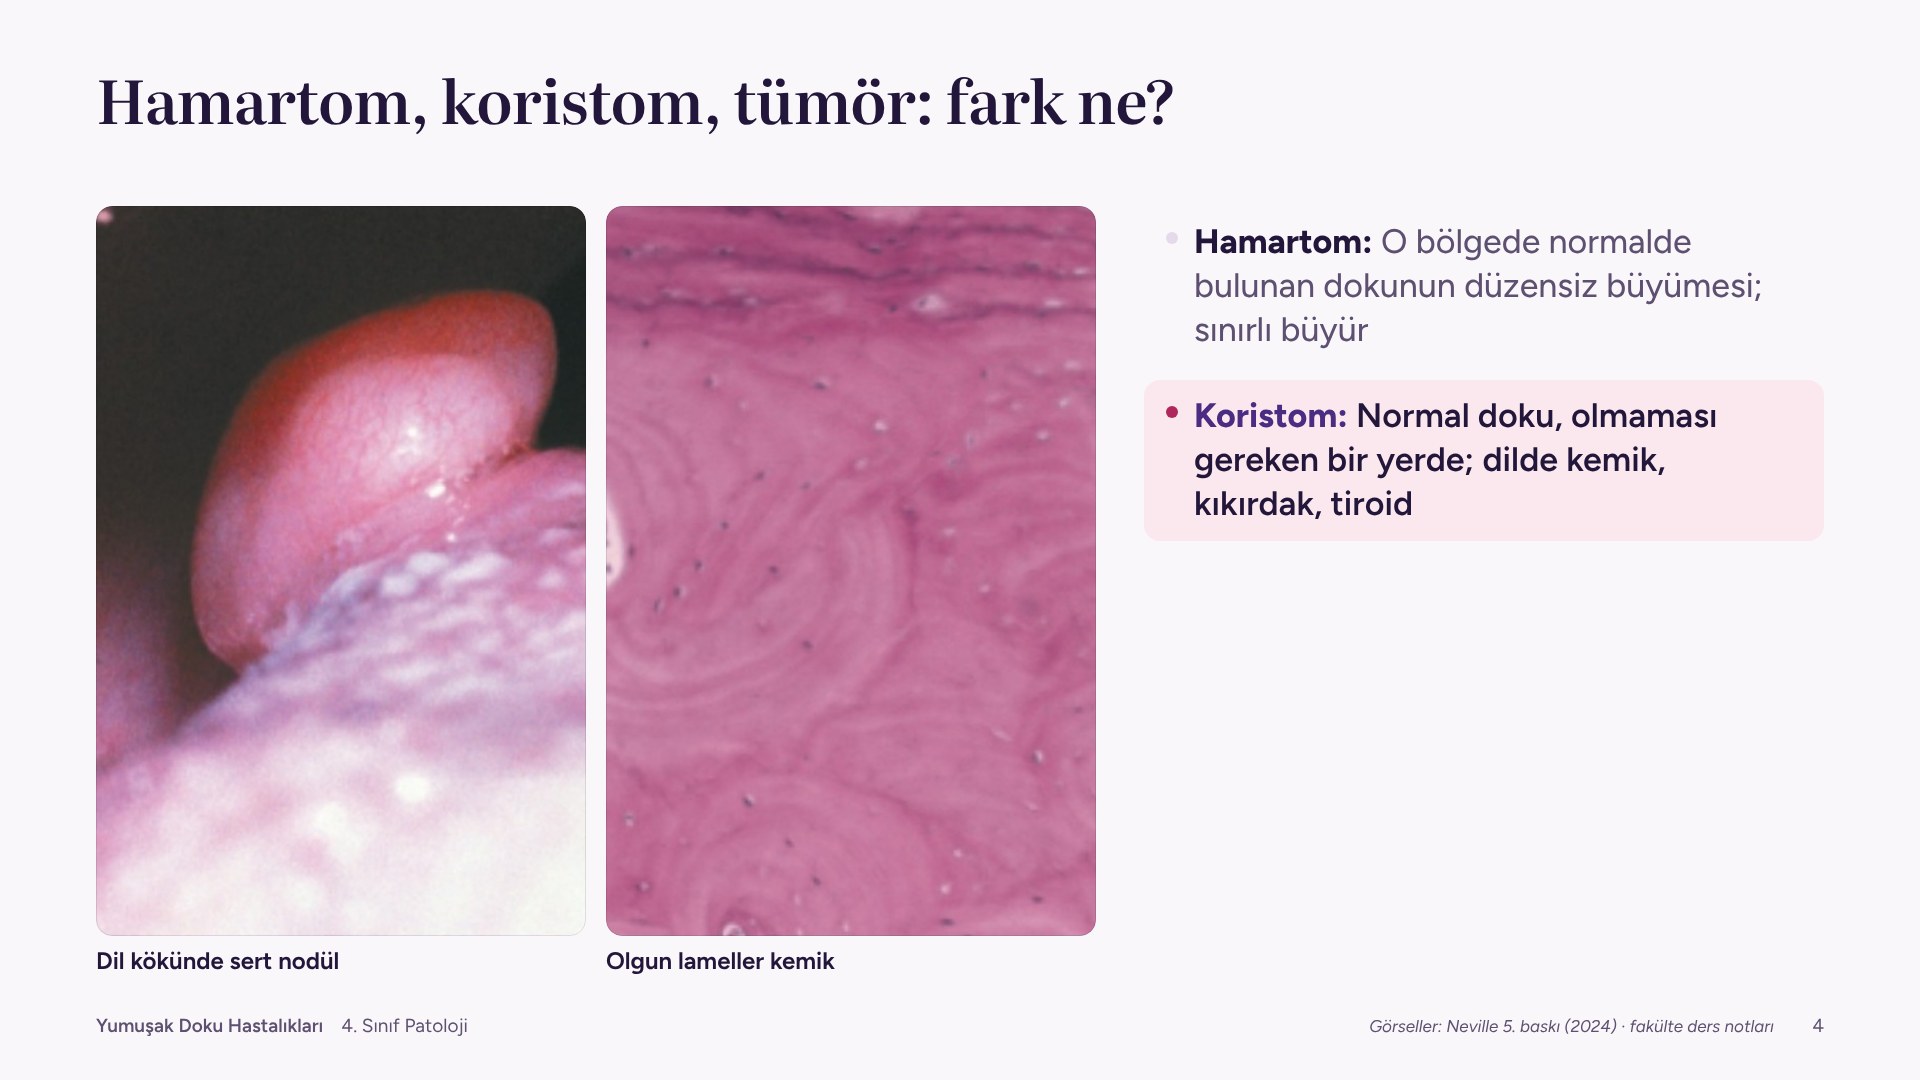 Hamartom, koristom, tümör: fark ne?
Hamartom: O bölgede normalde
bulunan dokunun düzensiz büyümesi;
sınırlı büyür
Koristom: Normal doku, olmaması
gereken bir yerde; dilde kemik,
kıkırdak, tiroid
Dil kökünde sert nodül
Olgun lameller kemik
Yumuşak Doku Hastalıkları 4. Sınıf Patoloji
Görseller: Neville 5. baskı (2024) · fakülte ders notları 4